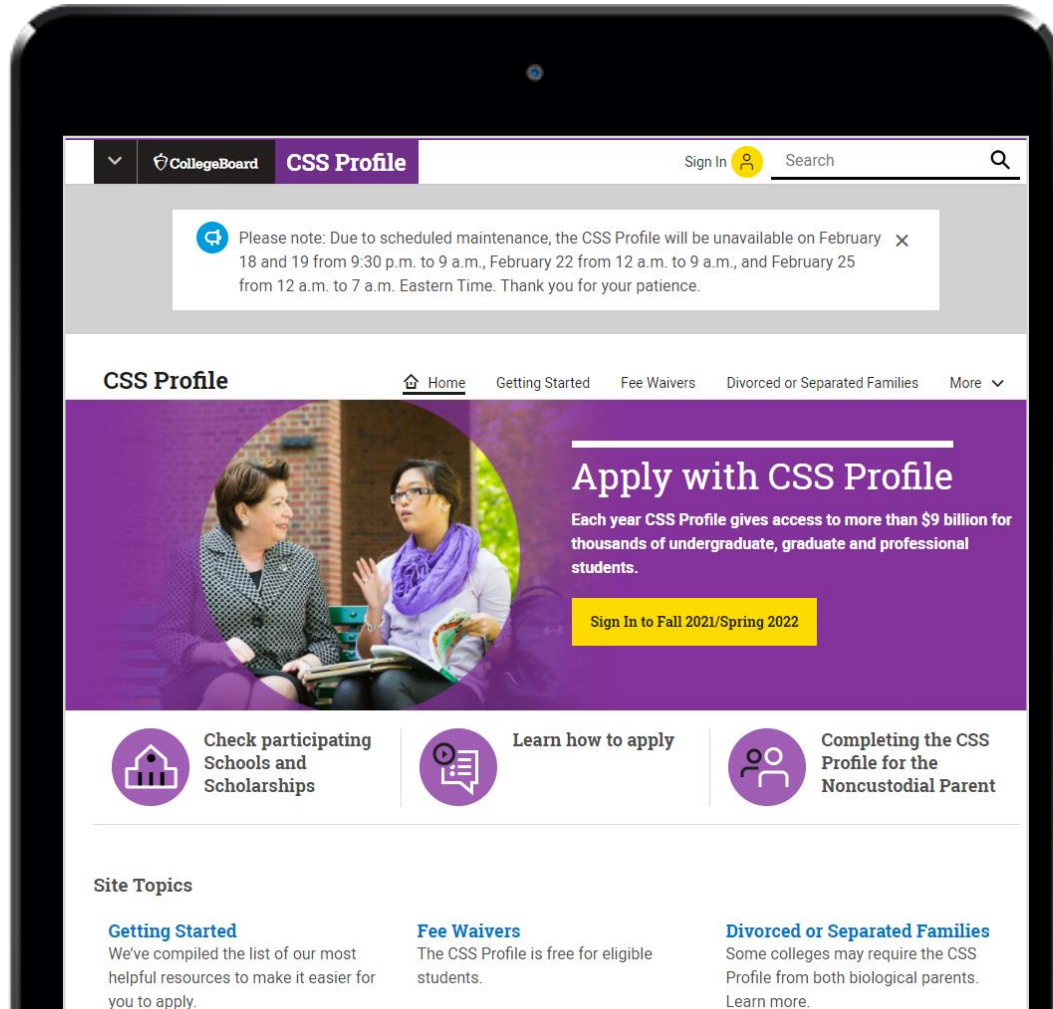 CollegeBoard CSS Profile Sign In Search
Please note: Due to scheduled maintenance, the CSS Profile will be unavailable on February
18 and 19 from 9:30 p.m. to 9 a.m., February 22 from 12 a.m. to 9 a.m., and February 25
from 12 a.m. to 7 a.m. Eastern Time. Thank you for your patience.
CSS Profile Home Getting Started Fee Waivers Divorced or Separated Families More
Apply with CSS Profile
Each year CSS Profile gives access to more than $9 billion for
thousands of undergraduate, graduate and professional
students.
Sign In to Fall 2021/Spring 2022
Check participating
Schools and
Scholarships
Learn how to apply
Completing the CSS
Profile for the
Noncustodial Parent
Site Topics
Getting Started
We've compiled the list of our most
helpful resources to make it easier for
you to apply.
Fee Waivers
The CSS Profile is free for eligible
students.
Divorced or Separated Families
Some colleges may require the CSS
Profile from both biological parents.
Learn more.